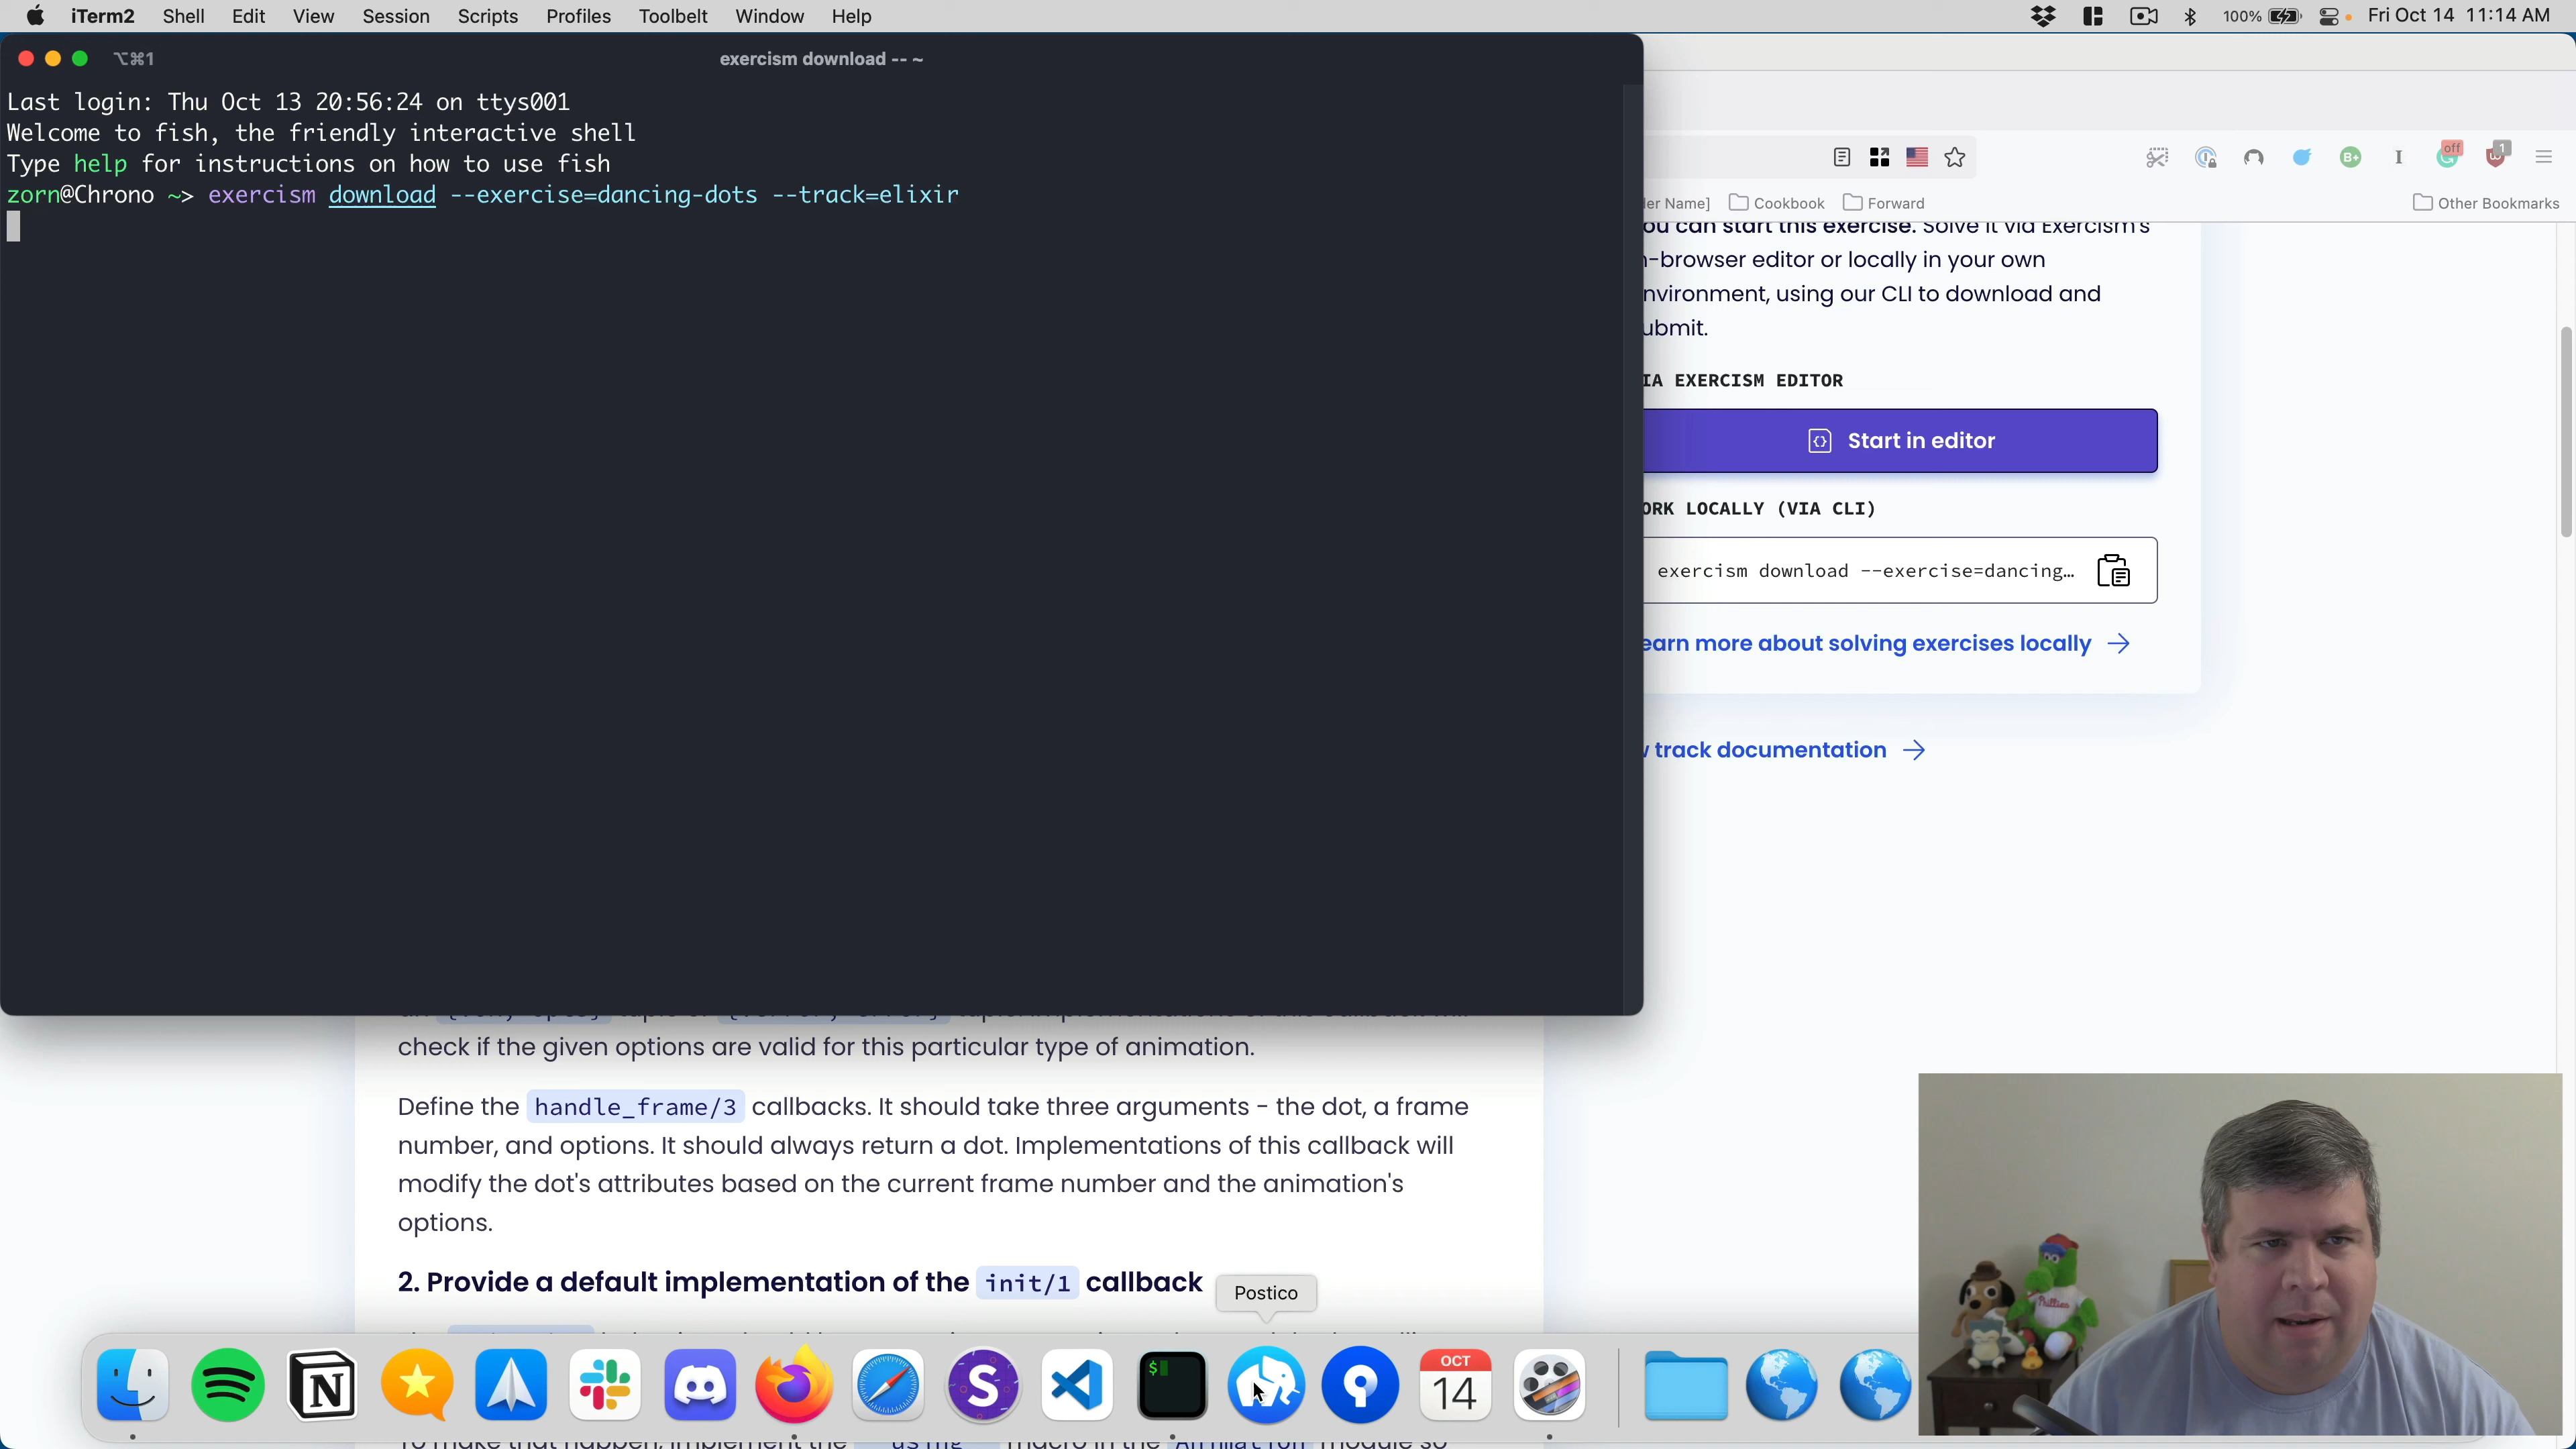 iTerm2 Shell Edit View Session Scripts Profiles Toolbelt Window Help
100% Fri Oct 14 11:14 AM
⌥⌘1 exercism download -- ~
Last login: Thu Oct 13 20:56:24 on ttys001
Welcome to fish, the friendly interactive shell
Type help for instructions on how to use fish
zorn@Chrono ~> exercism download --exercise=dancing-dots --track=elixir
off
1
Name] Cookbook Forward Other Bookmarks
can start this exercise. Solve it via Exercism's
-browser editor or locally in your own
nvironment, using our CLI to download and
ubmit.
IA EXERCISM EDITOR
Start in editor
ORK LOCALLY (VIA CLI)
exercism download --exercise=dancing…
earn more about solving exercises locally →
track documentation →
check if the given options are valid for this particular type of animation.
Define the handle_frame/3 callbacks. It should take three arguments - the dot, a frame
number, and options. It should always return a dot. Implementations of this callback will
modify the dot's attributes based on the current frame number and the animation's
options.
2. Provide a default implementation of the init/1 callback
Postico
OCT
14
Phillies